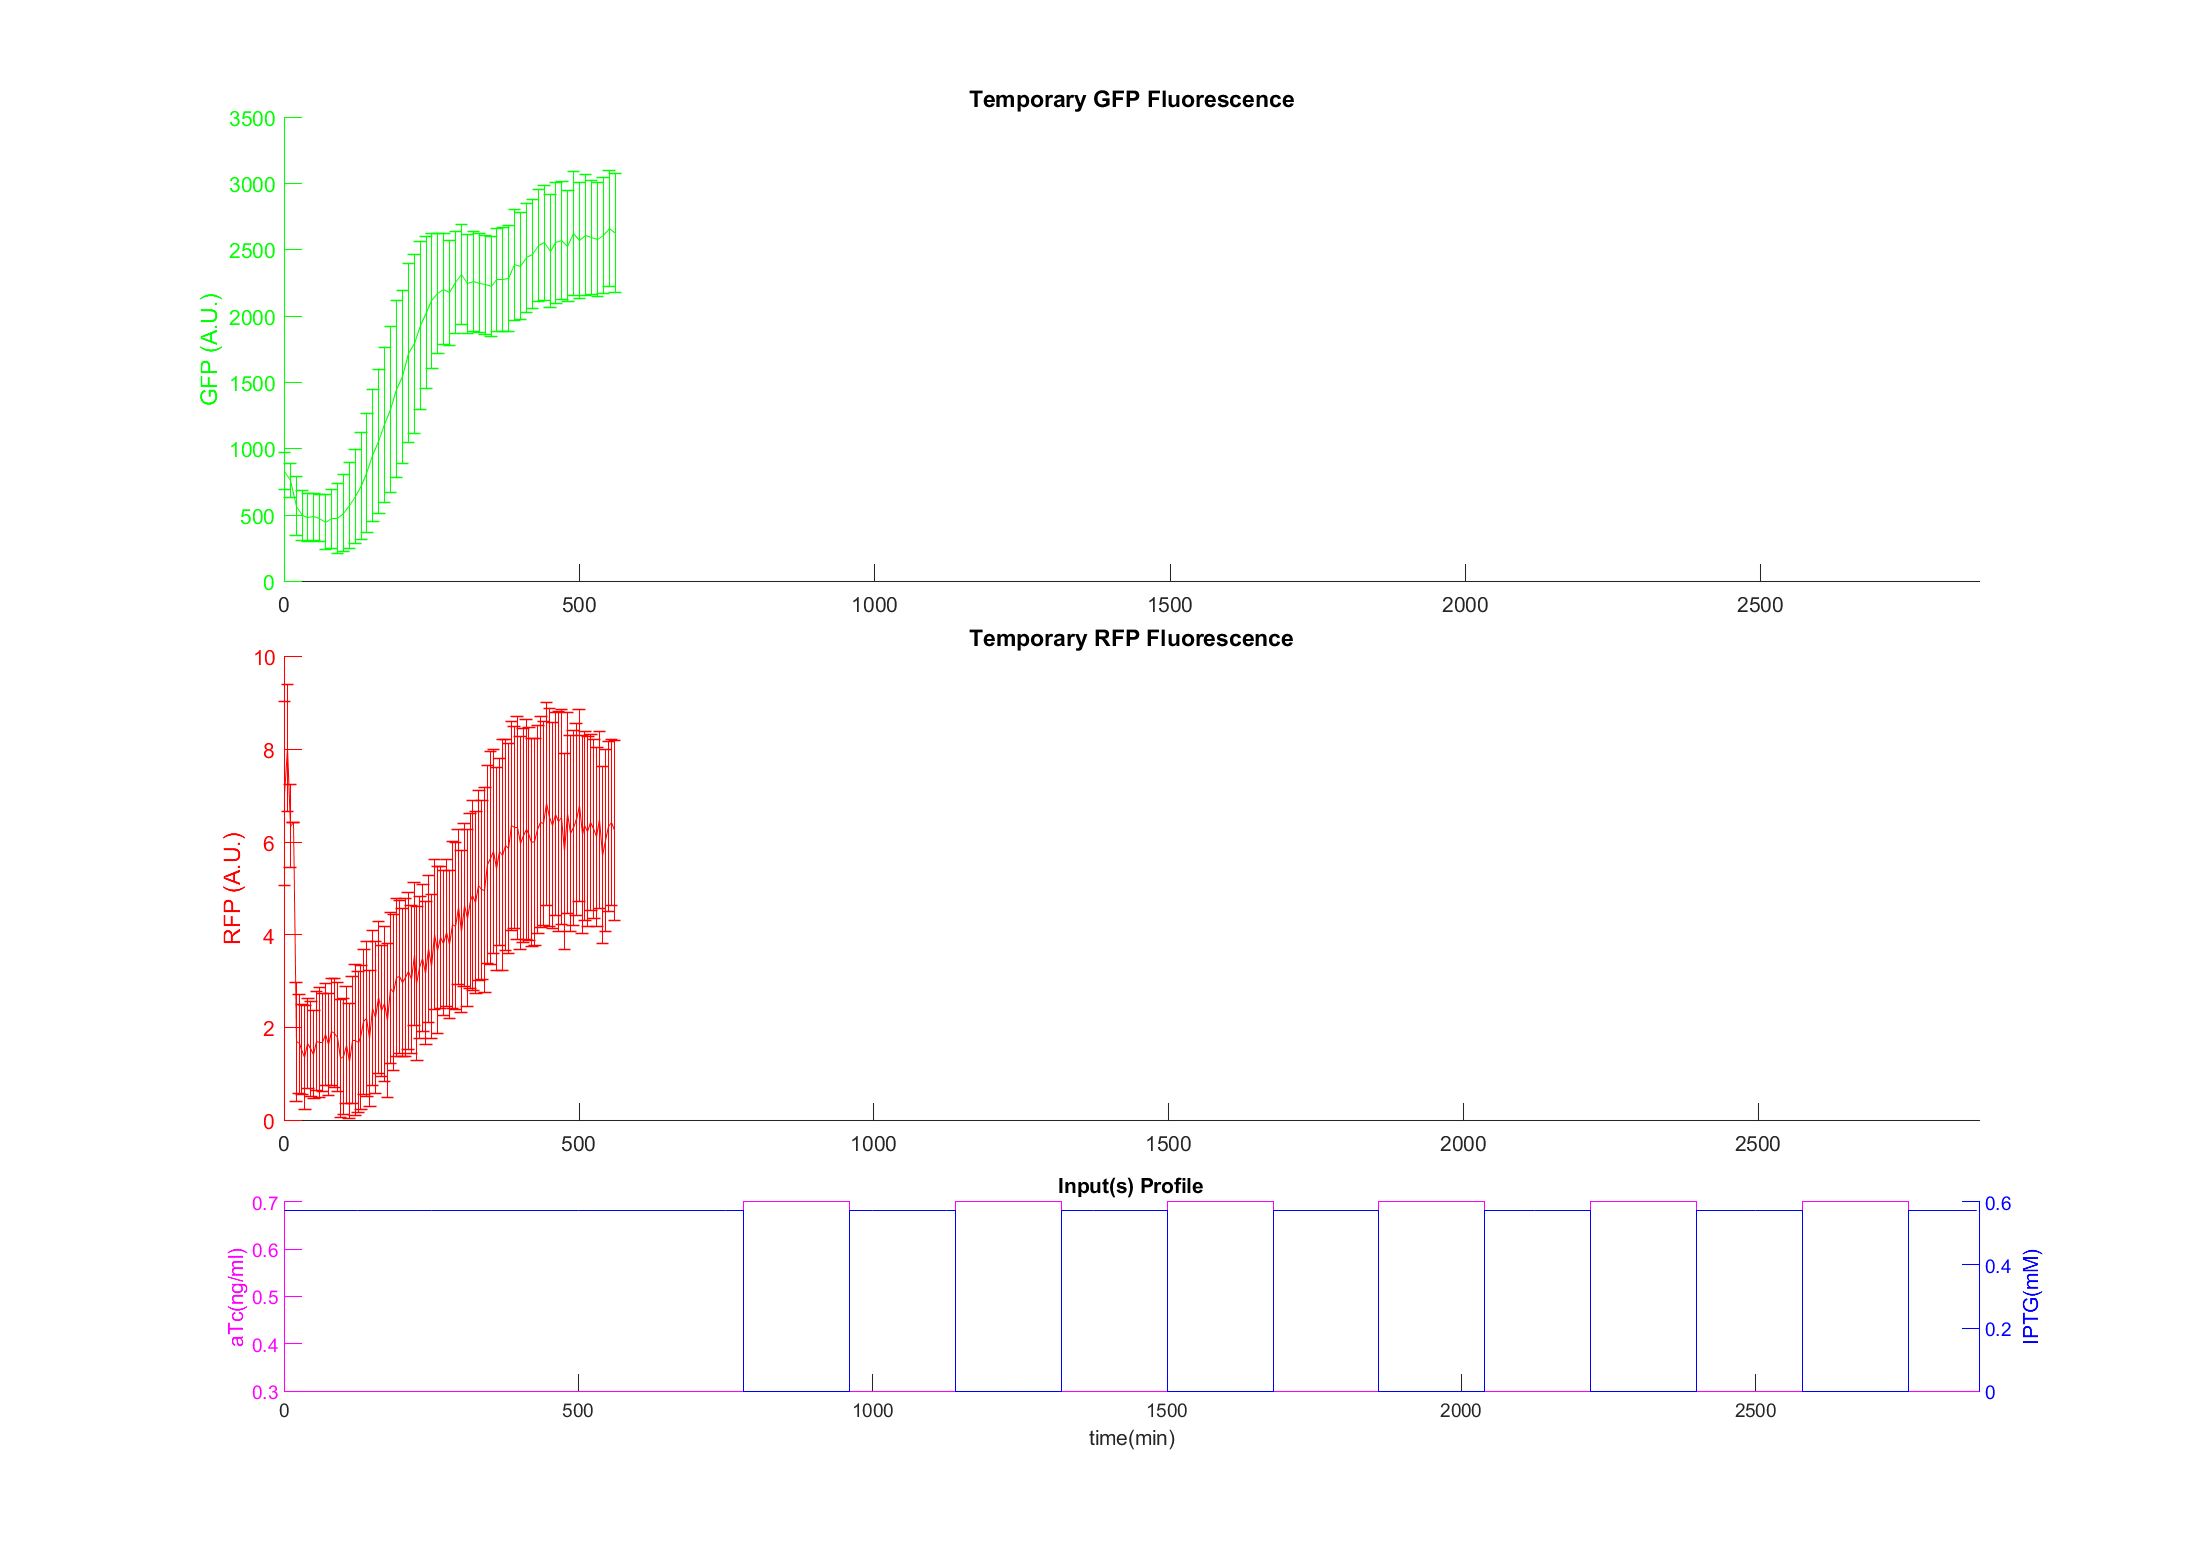 Temporary GFP Fluorescence
3500
3000
2500
2000
1500
1000
500
0
GFP (A.U.)
0 500 1000 1500 2000 2500
Temporary RFP Fluorescence
10
8
6
4
2
0
RFP (A.U.)
0 500 1000 1500 2000 2500
Input(s) Profile
0.7
0.6
0.5
0.4
0.3
aTc(ng/ml)
0.6
0.4
0.2
0
IPTG(mM)
0 500 1000 1500 2000 2500
time(min)